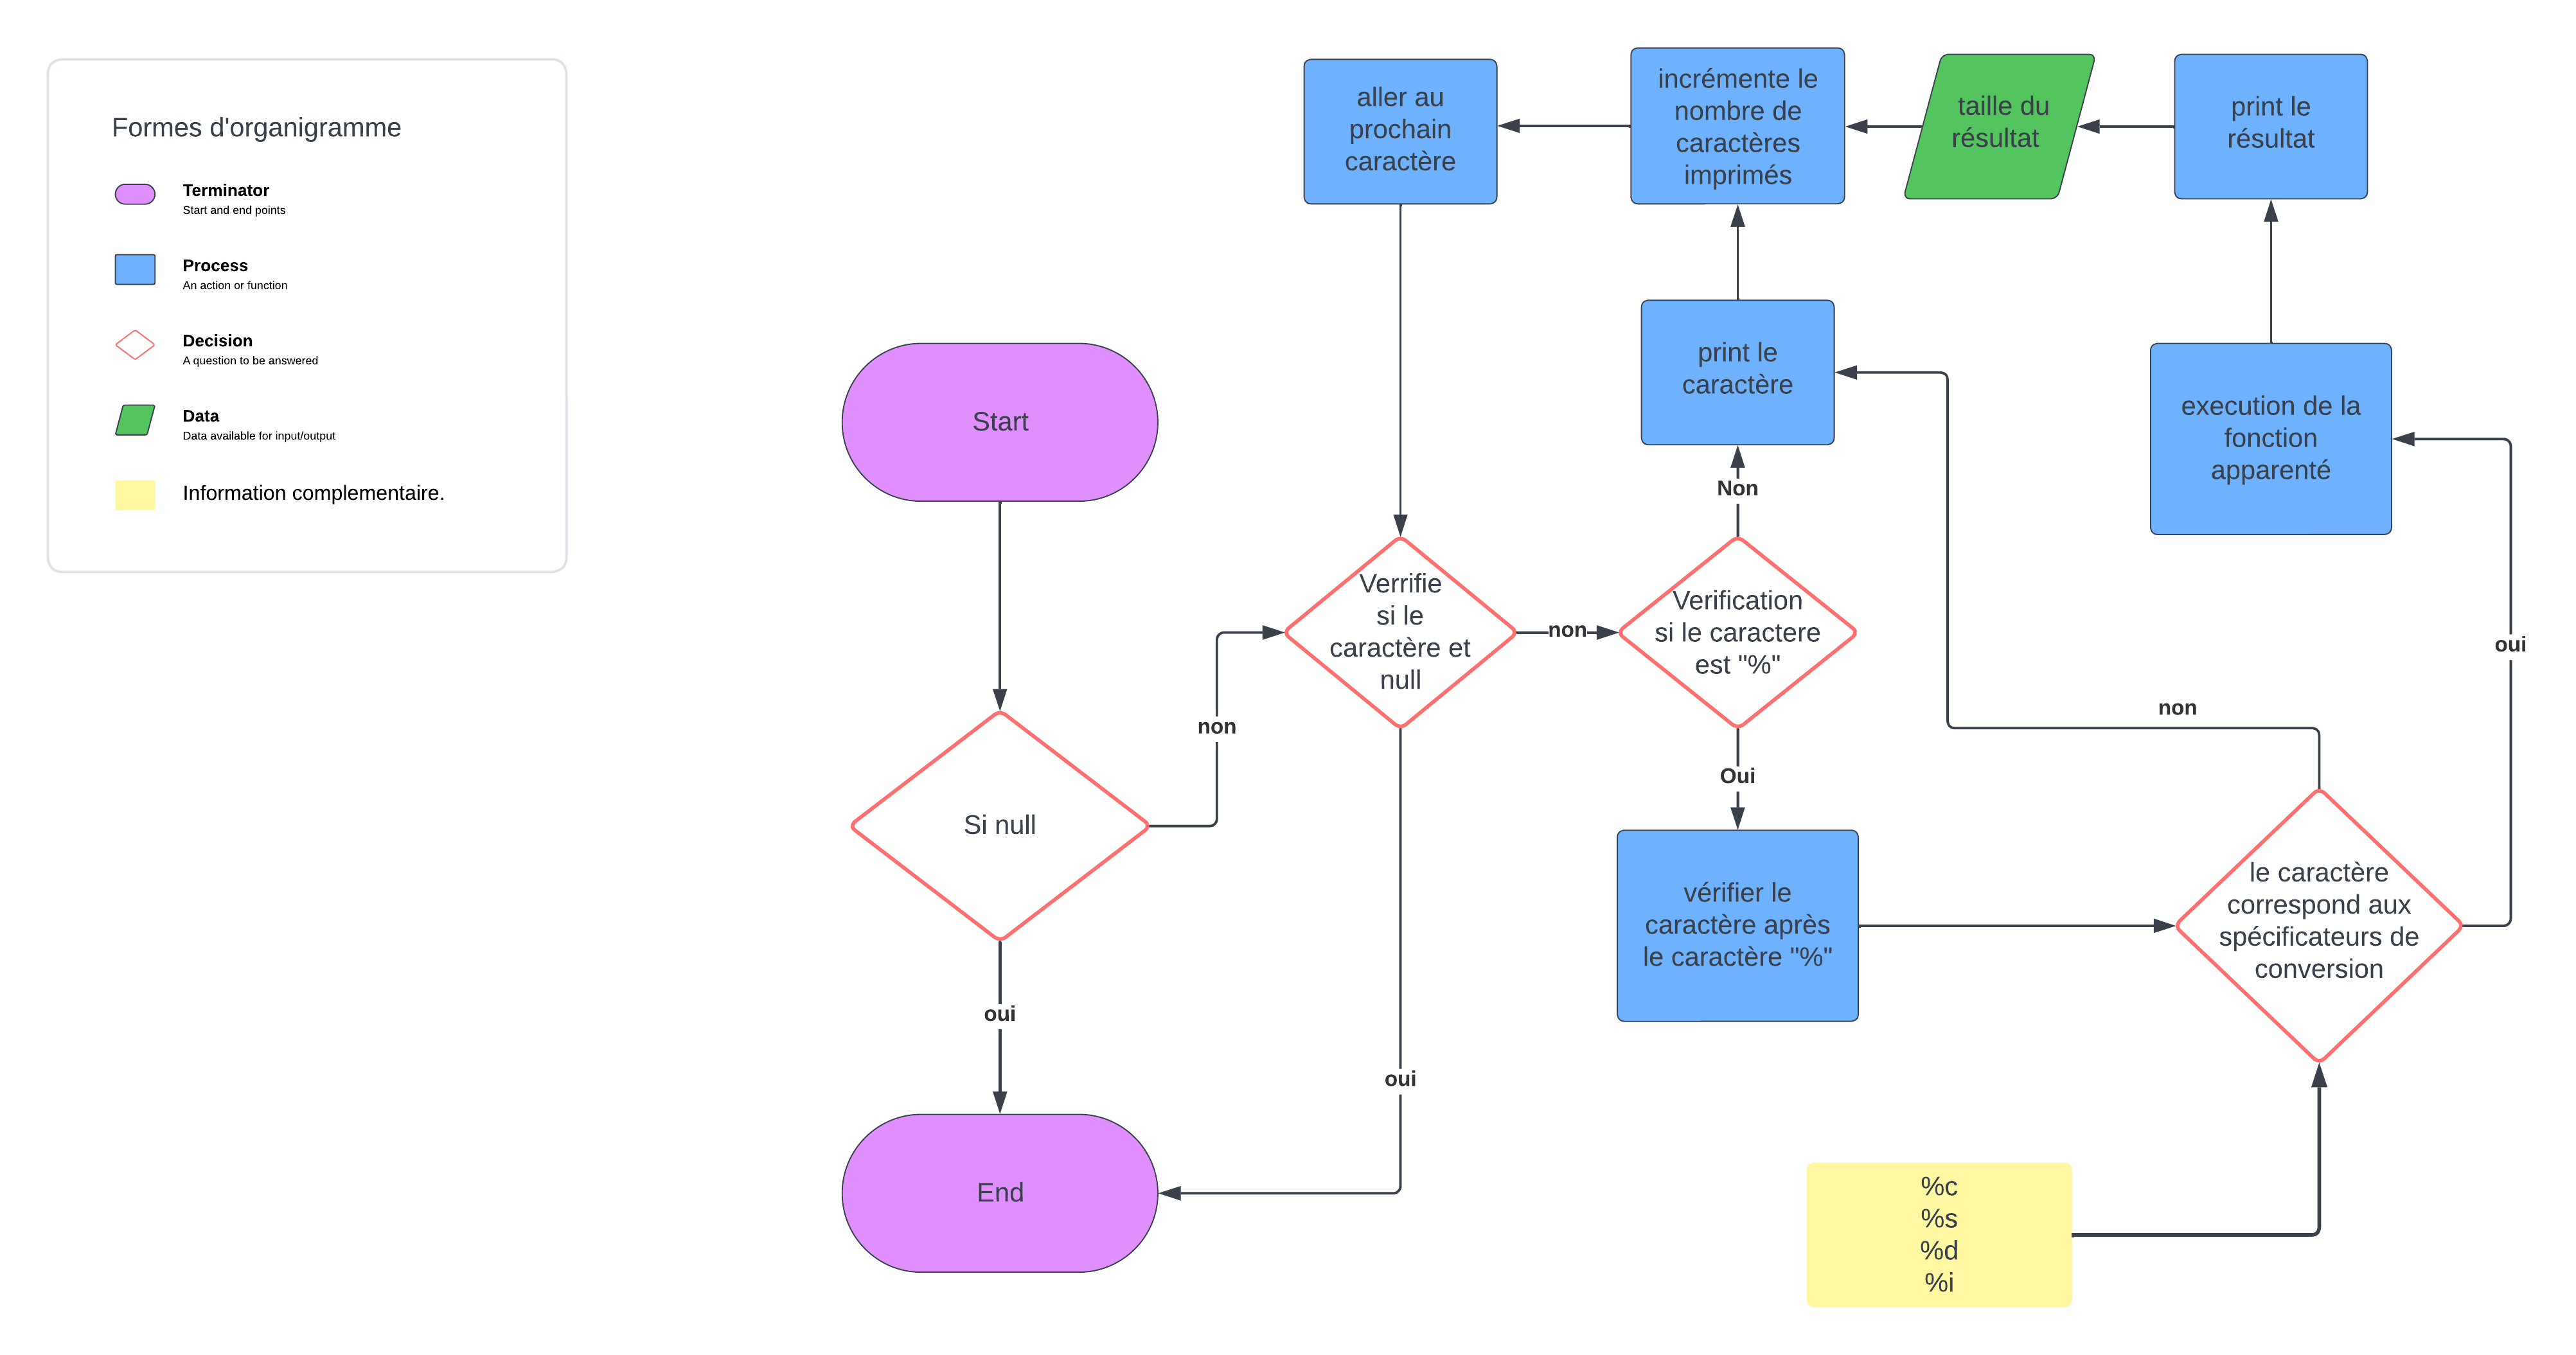 Formes d'organigramme
Terminator
Start and end points
Process
An action or function
Decision
A question to be answered
Data
Data available for input/output
Information complementaire.
Start
Si null
oui
End
non
aller au
prochain
caractère
Verrifie
si le
caractère et
null
oui
non
incrémente le
nombre de
caractères
imprimés
print le
caractère
Non
Verification
si le caractere
est "%"
Oui
vérifier le
caractère après
le caractère "%"
taille du
résultat
print le
résultat
execution de la
fonction
apparenté
oui
non
le caractère
correspond aux
spécificateurs de
conversion
%c
%s
%d
%i